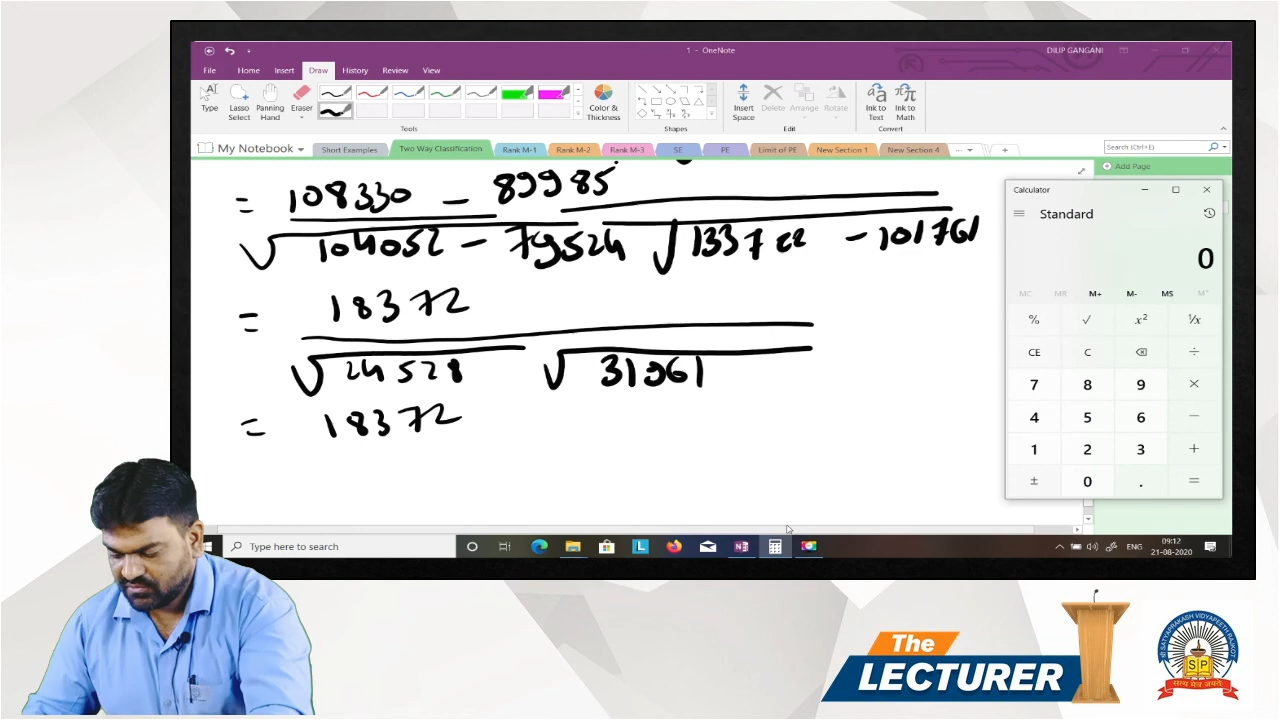 1 - OneNote
DILIP GANGANI
File Home Insert Draw History Review View
Type
Lasso Select
Panning Hand
Eraser
Color & Thickness
Insert Space
Delete
Arrange
Rotate
Ink to Text
Ink to Math
Tools
Shapes
Edit
Convert
My Notebook
Short Examples Two Way Classification Rank M-1 Rank M-2 Rank M-3 SE PE Limit of PE New Section 1 New Section 4 ... +
Search (Ctrl+E)
Add Page
= 108330 - 89985
√104052 - 79524 √133722 - 101761
= 18372
√24528 √31961
= 18372
Calculator
Standard
0
MC MR M+ M- MS M˅
% √ x² ¹/x
CE C ⌫ ÷
7 8 9 ×
4 5 6 −
1 2 3 +
± 0 . =
Type here to search
ENG
09:12
21-08-2020
The
LECTURER
SP
सत्यमेव जयते